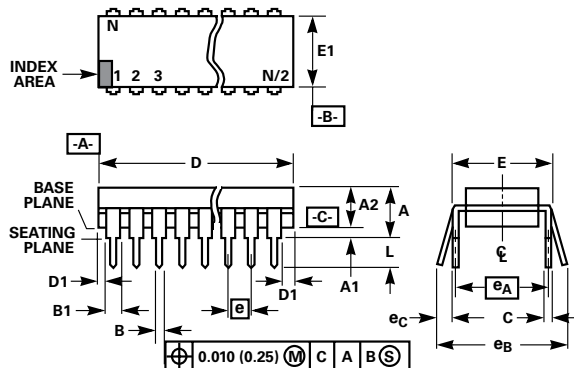 N
E1
INDEX
AREA
1 2 3 N/2
-B-
-A-
D
E
BASE
PLANE
A2
A
-C-
SEATING
PLANE
L
C
L
D1
D1
A1
eA
B1
e
eC
C
B
eB
0.010 (0.25) M C A B S